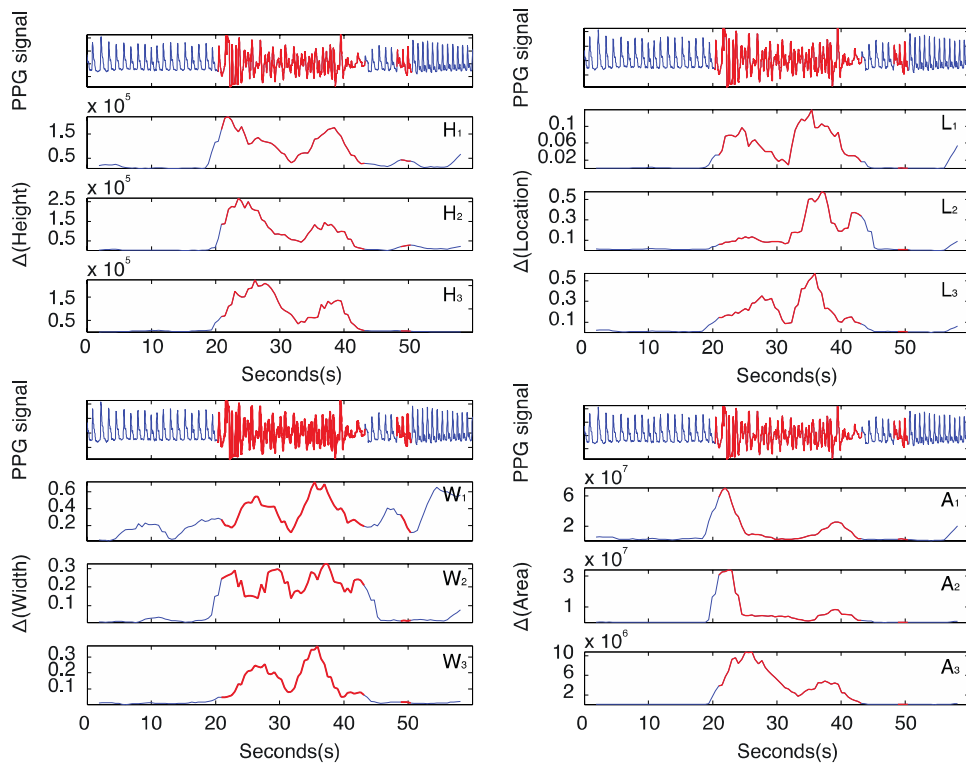 PPG signal
x 10 5
1.5
0.5
H1
x 10 5
Δ(Height)
2.5
1.5
0.5
H2
x 10 5
1.5
0.5
H3
0 10 20 30 40 50
Seconds(s)
PPG signal
0.1
0.06
0.02
L1
Δ(Location)
0.5
0.3
0.1
L2
0.5
0.3
0.1
L3
0 10 20 30 40 50
Seconds(s)
PPG signal
0.6
0.4
0.2
W1
Δ(Width)
0.3
0.2
0.1
W2
0.3
0.2
0.1
W3
0 10 20 30 40 50
Seconds(s)
PPG signal
x 10 7
6
2
A1
x 10 7
Δ(Area)
3
1
A2
x 10 6
10
6
2
A3
0 10 20 30 40 50
Seconds(s)